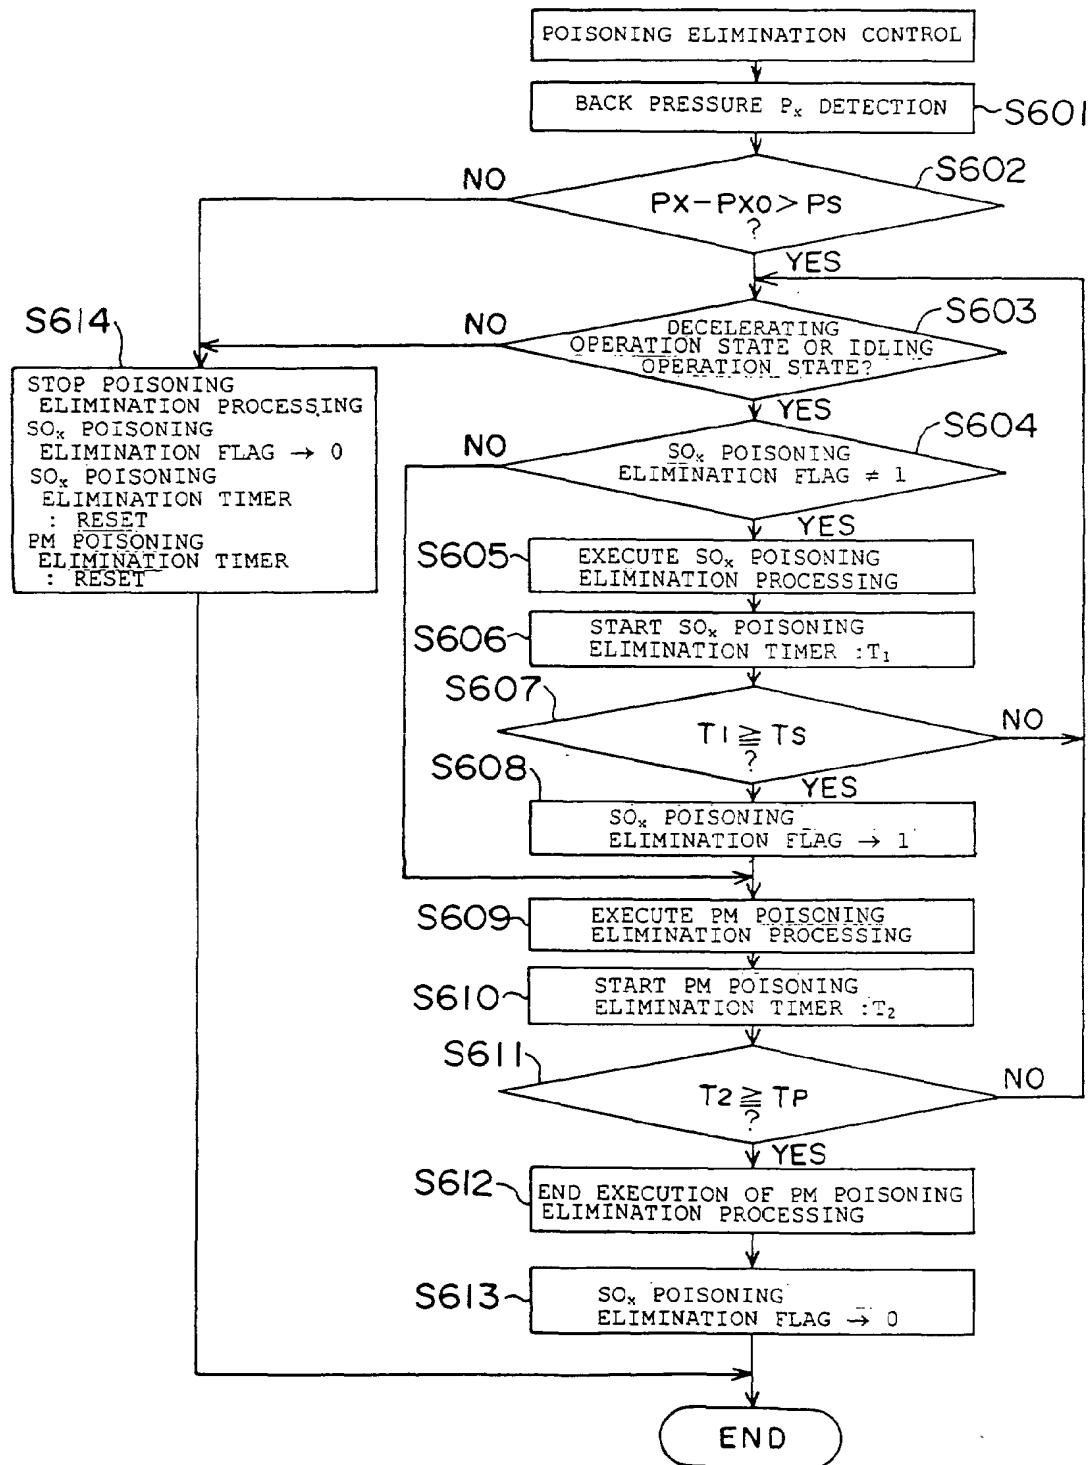 POISONING ELIMINATION CONTROL
BACK PRESSURE Px DETECTION
S601
S602
NO
PX-PXO>PS
?
YES
S603
NO
DECELERATING
OPERATION STATE OR IDLING
OPERATION STATE?
YES
S614
STOP POISONING
ELIMINATION PROCESSING
SOx POISONING
ELIMINATION FLAG → 0
SOx POISONING
ELIMINATION TIMER
: RESET
PM POISONING
ELIMINATION TIMER
: RESET
S604
NO
SOx POISONING
ELIMINATION FLAG ≠ 1
YES
S605
EXECUTE SOx POISONING
ELIMINATION PROCESSING
S606
START SOx POISONING
ELIMINATION TIMER :T1
S607
T1 ≧ TS
?
NO
YES
S608
SOx POISONING
ELIMINATION FLAG → 1
S609
EXECUTE PM POISONING
ELIMINATION PROCESSING
S610
START PM POISONING
ELIMINATION TIMER :T2
S611
T2 ≧ TP
?
NO
YES
S612
END EXECUTION OF PM POISONING
ELIMINATION PROCESSING
S613
SOx POISONING
ELIMINATION FLAG → 0
END